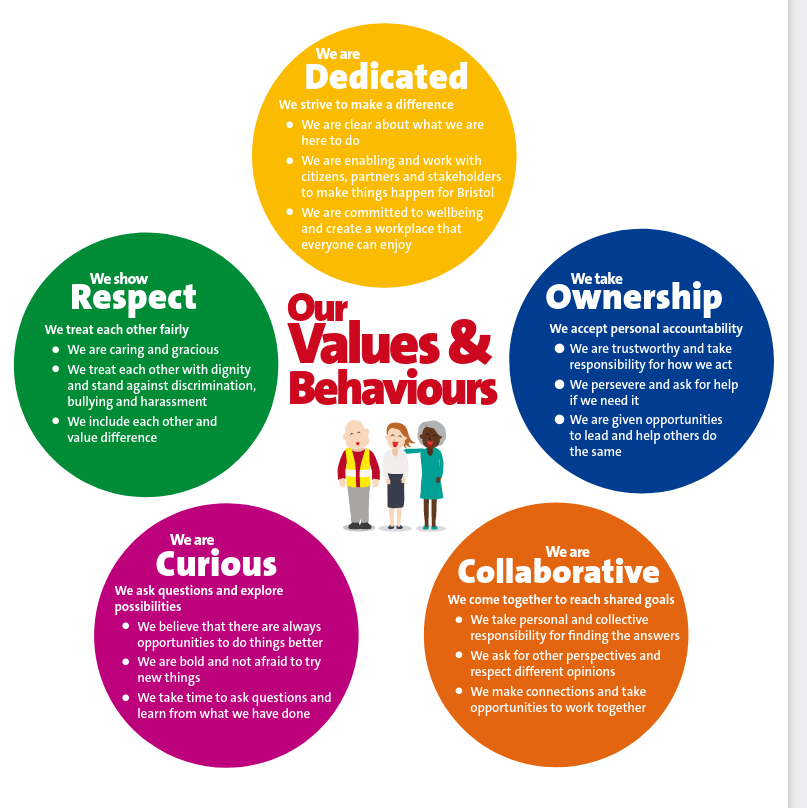 We are
Dedicated
We strive to make a difference
● We are clear about what we are
here to do
● We are enabling and work with
citizens, partners and stakeholders
to make things happen for Bristol
● We are committed to wellbeing
and create a workplace that
everyone can enjoy
We show
Respect
We treat each other fairly
● We are caring and gracious
● We treat each other with dignity
and stand against discrimination,
bullying and harassment
● We include each other and
value difference
Our
Values &
Behaviours
We take
Ownership
We accept personal accountability
● We are trustworthy and take
responsibility for how we act
● We persevere and ask for help
if we need it
● We are given opportunities
to lead and help others do
the same
We are
Curious
We ask questions and explore
possibilities
● We believe that there are always
opportunities to do things better
● We are bold and not afraid to try
new things
● We take time to ask questions and
learn from what we have done
We are
Collaborative
We come together to reach shared goals
● We take personal and collective
responsibility for finding the answers
● We ask for other perspectives and
respect different opinions
● We make connections and take
opportunities to work together